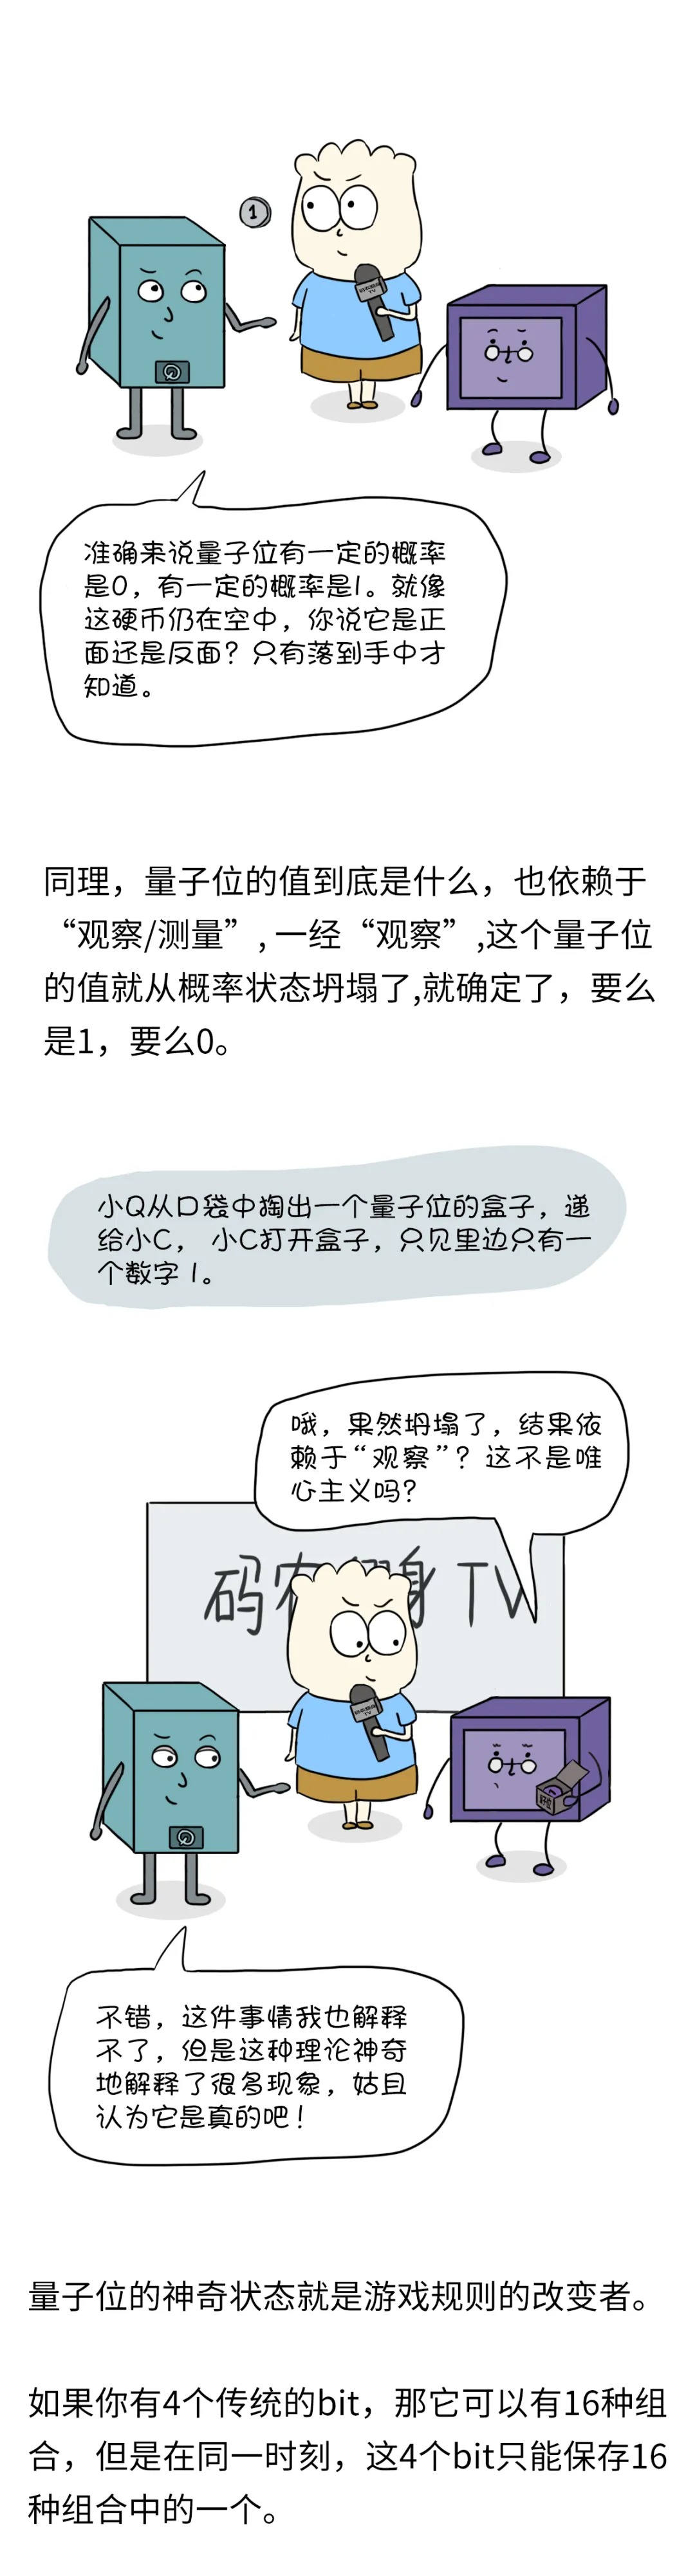 1
准确来说量子位有一定的概率
是0，有一定的概率是1。就像
这硬币仍在空中，你说它是正
面还是反面？只有落到手中才
知道。
同理，量子位的值到底是什么，也依赖于
“观察/测量”，一经“观察”,这个量子位
的值就从概率状态坍塌了,就确定了，要么
是1，要么0。
小Q从口袋中掏出一个量子位的盒子，递
给小C， 小C打开盒子，只见里边只有一
个数字 1。
哦，果然坍塌了，结果依
赖于“观察”？这不是唯
心主义吗？
码农 身 TV
不错，这件事情我也解释
不了，但是这种理论神奇
地解释了很多现象，姑且
认为它是真的吧！
量子位的神奇状态就是游戏规则的改变者。
如果你有4个传统的bit，那它可以有16种组
合，但是在同一时刻，这4个bit只能保存16
种组合中的一个。